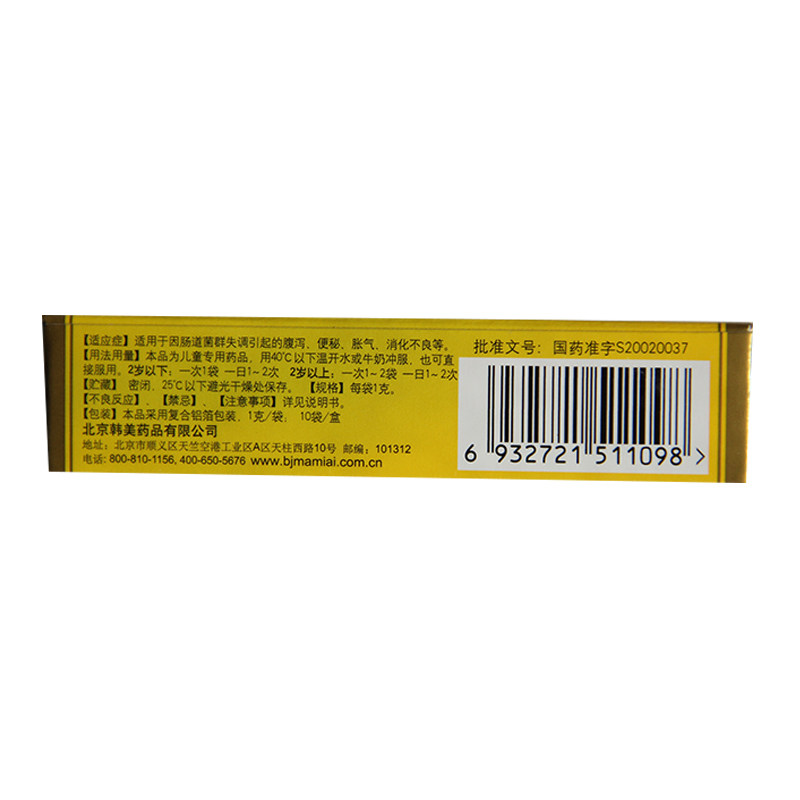 【适应症】适用于因肠道菌群失调引起的腹泻、便秘、胀气、消化不良等。
【用法用量】本品为儿童专用药品，用40℃以下温开水或牛奶冲服，也可直
接服用。2岁以下：一次1袋 一日1~2次 2岁以上：一次1~2袋 一日1~2次
【贮藏】 密闭，25℃以下避光干燥处保存。【规格】每袋1克。
【不良反应】、【禁忌】、【注意事项】详见说明书。
【包装】本品采用复合铝箔包装，1克/袋； 10袋/盒
北京韩美药品有限公司
地址：北京市顺义区天竺空港工业区A区天柱西路10号 邮编：101312
电话: 800-810-1156, 400-650-5676 www.bjmamiai.com.cn
批准文号： 国药准字S20020037
6 932721 511098 >